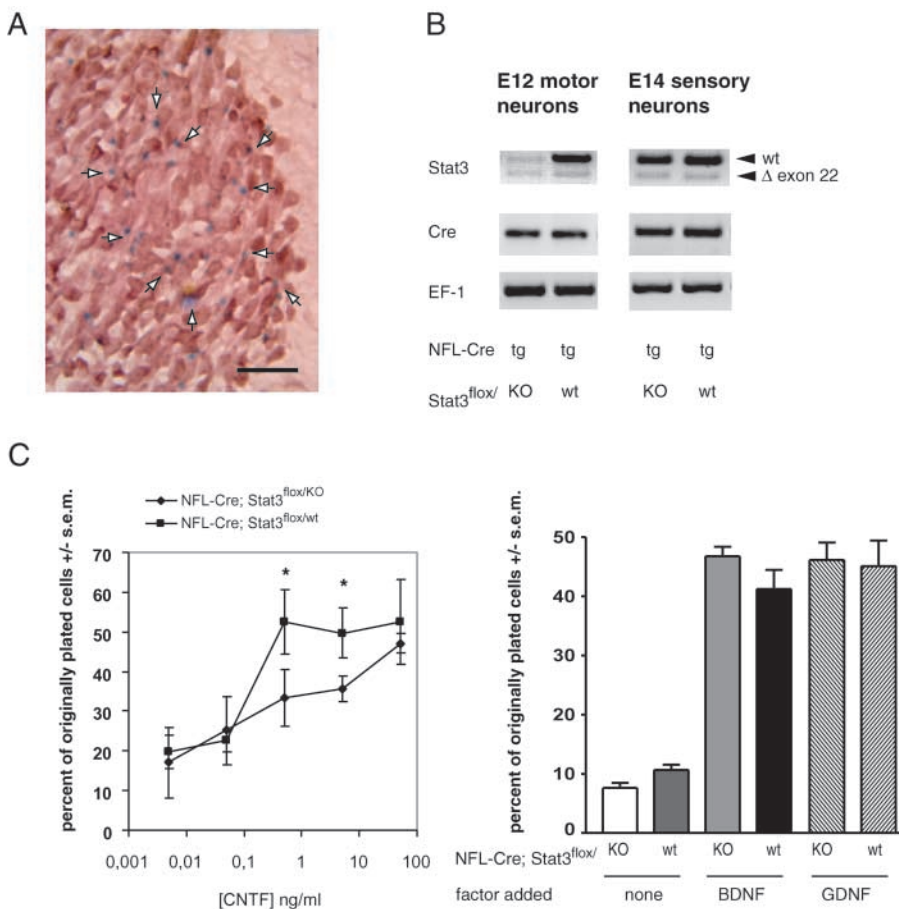 A
B
E12 motor neurons
E14 sensory neurons
Stat3
wt
Δ exon 22
Cre
EF-1
NFL-Cre tg tg tg tg
Stat3flox/ KO wt KO wt
C
NFL-Cre; Stat3flox/KO
NFL-Cre; Stat3flox/wt
percent of originally plated cells +/- s.e.m.
70
60
50
40
30
20
10
0
* *
0,001 0,01 0,1 1 10 100
[CNTF] ng/ml
percent of originally plated cells +/- s.e.m.
50
40
30
20
10
0
NFL-Cre; Stat3flox/ KO wt KO wt KO wt
factor added none BDNF GDNF